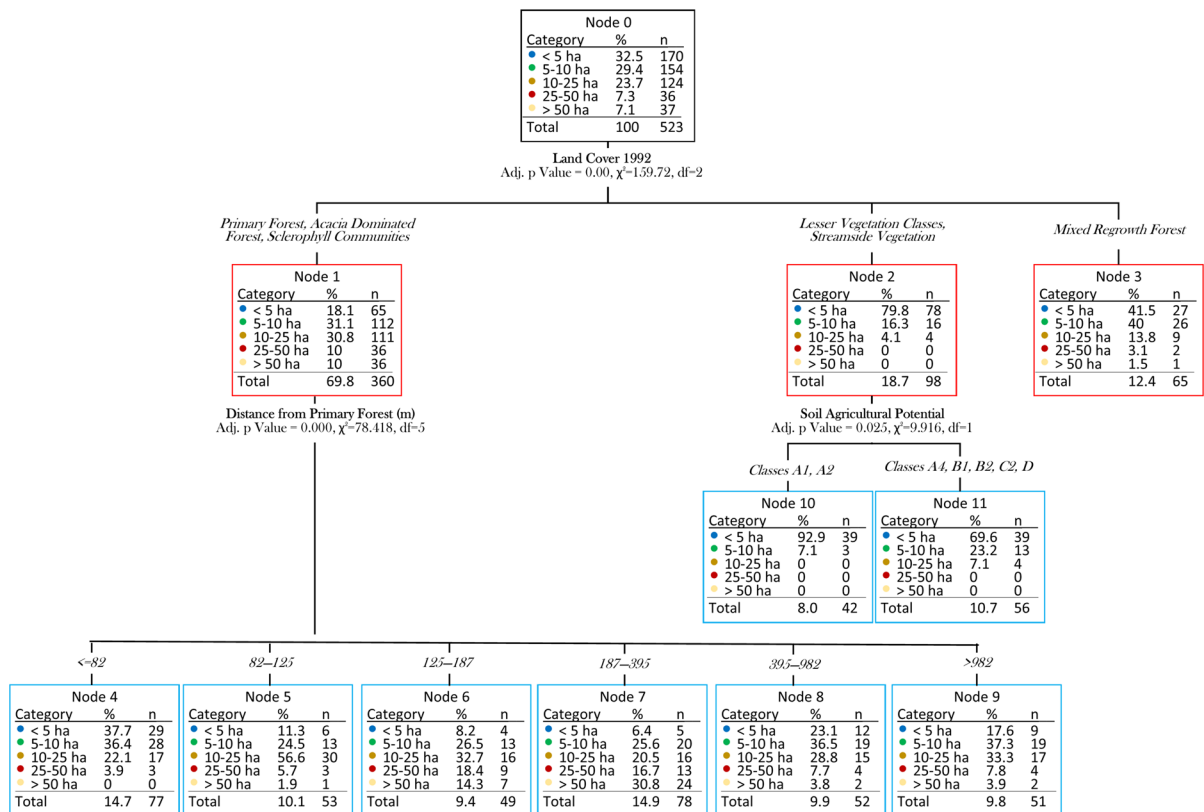 Node 0
Category % n
< 5 ha 32.5 170
5-10 ha 29.4 154
10-25 ha 23.7 124
25-50 ha 7.3 36
> 50 ha 7.1 37
Total 100 523
Land Cover 1992
Adj. p Value = 0.00, χ²=159.72, df=2
Primary Forest, Acacia Dominated
Forest, Sclerophyll Communities
Lesser Vegetation Classes,
Streamside Vegetation
Mixed Regrowth Forest
Node 1
Category % n
< 5 ha 18.1 65
5-10 ha 31.1 112
10-25 ha 30.8 111
25-50 ha 10 36
> 50 ha 10 36
Total 69.8 360
Node 2
Category % n
< 5 ha 79.8 78
5-10 ha 16.3 16
10-25 ha 4.1 4
25-50 ha 0 0
> 50 ha 0 0
Total 18.7 98
Node 3
Category % n
< 5 ha 41.5 27
5-10 ha 40 26
10-25 ha 13.8 9
25-50 ha 3.1 2
> 50 ha 1.5 1
Total 12.4 65
Distance from Primary Forest (m)
Adj. p Value = 0.000, χ²=78.418, df=5
Soil Agricultural Potential
Adj. p Value = 0.025, χ²=9.916, df=1
Classes A1, A2
Classes A4, B1, B2, C2, D
Node 10
Category % n
< 5 ha 92.9 39
5-10 ha 7.1 3
10-25 ha 0 0
25-50 ha 0 0
> 50 ha 0 0
Total 8.0 42
Node 11
Category % n
< 5 ha 69.6 39
5-10 ha 23.2 13
10-25 ha 7.1 4
25-50 ha 0 0
> 50 ha 0 0
Total 10.7 56
<=82
82–125
125–187
187–395
395–982
>982
Node 4
Category % n
< 5 ha 37.7 29
5-10 ha 36.4 28
10-25 ha 22.1 17
25-50 ha 3.9 3
> 50 ha 0 0
Total 14.7 77
Node 5
Category % n
< 5 ha 11.3 6
5-10 ha 24.5 13
10-25 ha 56.6 30
25-50 ha 5.7 3
> 50 ha 1.9 1
Total 10.1 53
Node 6
Category % n
< 5 ha 8.2 4
5-10 ha 26.5 13
10-25 ha 32.7 16
25-50 ha 18.4 9
> 50 ha 14.3 7
Total 9.4 49
Node 7
Category % n
< 5 ha 6.4 5
5-10 ha 25.6 20
10-25 ha 20.5 16
25-50 ha 16.7 13
> 50 ha 30.8 24
Total 14.9 78
Node 8
Category % n
< 5 ha 23.1 12
5-10 ha 36.5 19
10-25 ha 28.8 15
25-50 ha 7.7 4
> 50 ha 3.8 2
Total 9.9 52
Node 9
Category % n
< 5 ha 17.6 9
5-10 ha 37.3 19
10-25 ha 33.3 17
25-50 ha 7.8 4
> 50 ha 3.9 2
Total 9.8 51